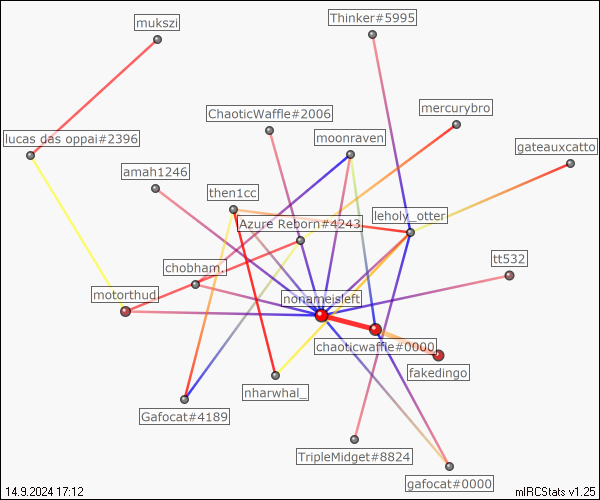 mukszi
Thinker#5995
ChaoticWaffle#2006
mercurybro
lucas das oppai#2396
moonraven
gateauxcatto
amah1246
then1cc
leholy_otter
Azure Reborn#4243
chobham.
tt532
motorthud
nonameisleft
chaoticwaffle#0000
fakedingo
nharwhal_
Gafocat#4189
TripleMidget#8824
gafocat#0000
14.9.2024 17:12
mIRCStats v1.25